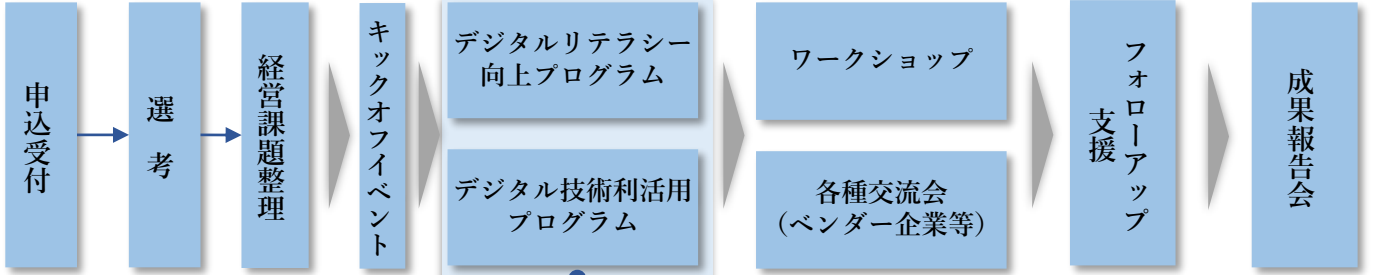 申込受付
選考
経営課題整理
キックオフイベント
デジタルリテラシー
向上プログラム
デジタル技術利活用
プログラム
ワークショップ
各種交流会
（ベンダー企業等）
フォローアップ
支援
成果報告会